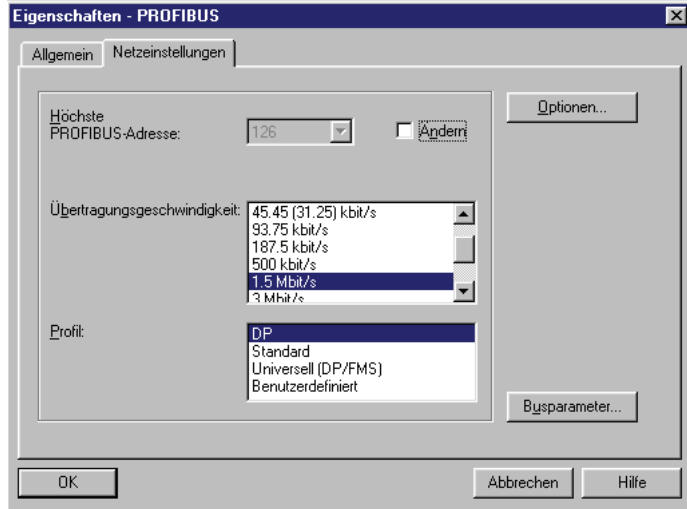 Eigenschaften - PROFIBUS
Allgemein
Netzeinstellungen
Höchste
PROFIBUS-Adresse:
126
Ändern
Optionen...
Übertragungsgeschwindigkeit:
45.45 (31.25) kbit/s
93.75 kbit/s
187.5 kbit/s
500 kbit/s
1.5 Mbit/s
3 Mbit/s
Profil:
DP
Standard
Universell (DP/FMS)
Benutzerdefiniert
Busparameter...
OK
Abbrechen
Hilfe